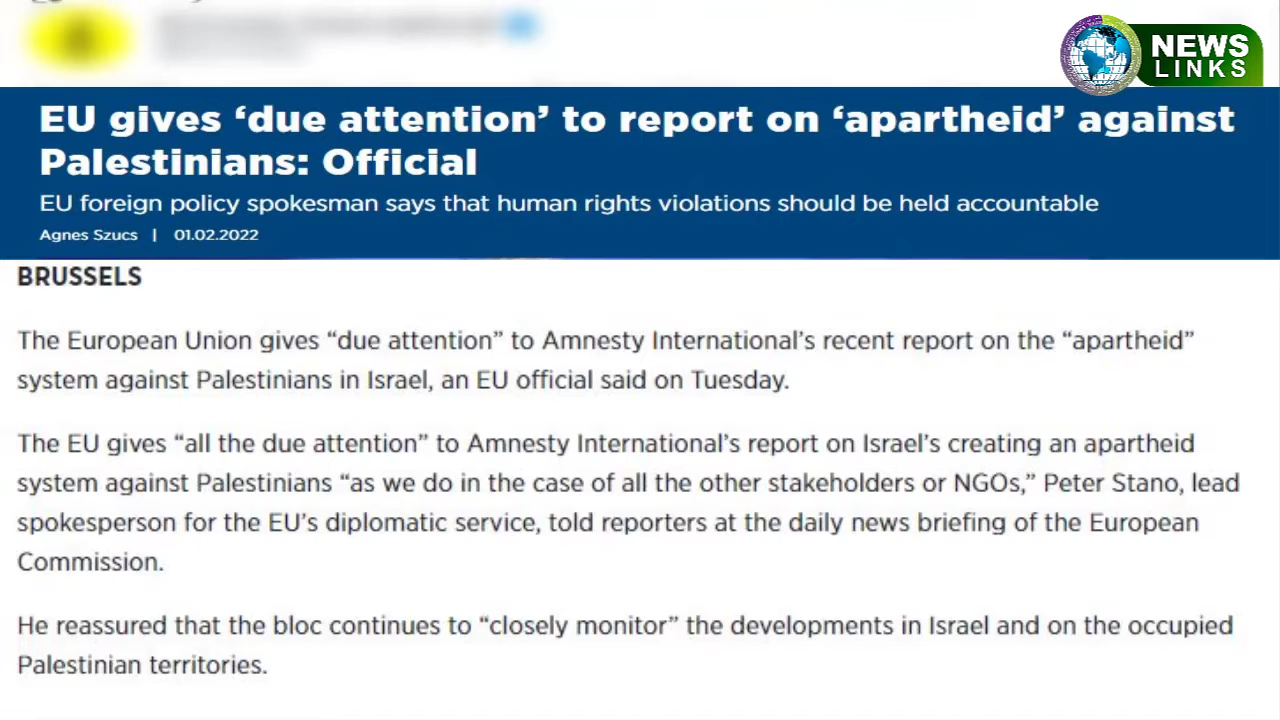 NEWS
LINKS
EU gives ‘due attention’ to report on ‘apartheid’ against
Palestinians: Official
EU foreign policy spokesman says that human rights violations should be held accountable
Agnes Szucs | 01.02.2022
BRUSSELS
The European Union gives “due attention” to Amnesty International’s recent report on the “apartheid”
system against Palestinians in Israel, an EU official said on Tuesday.
The EU gives “all the due attention” to Amnesty International’s report on Israel’s creating an apartheid
system against Palestinians “as we do in the case of all the other stakeholders or NGOs,” Peter Stano, lead
spokesperson for the EU’s diplomatic service, told reporters at the daily news briefing of the European
Commission.
He reassured that the bloc continues to “closely monitor” the developments in Israel and on the occupied
Palestinian territories.